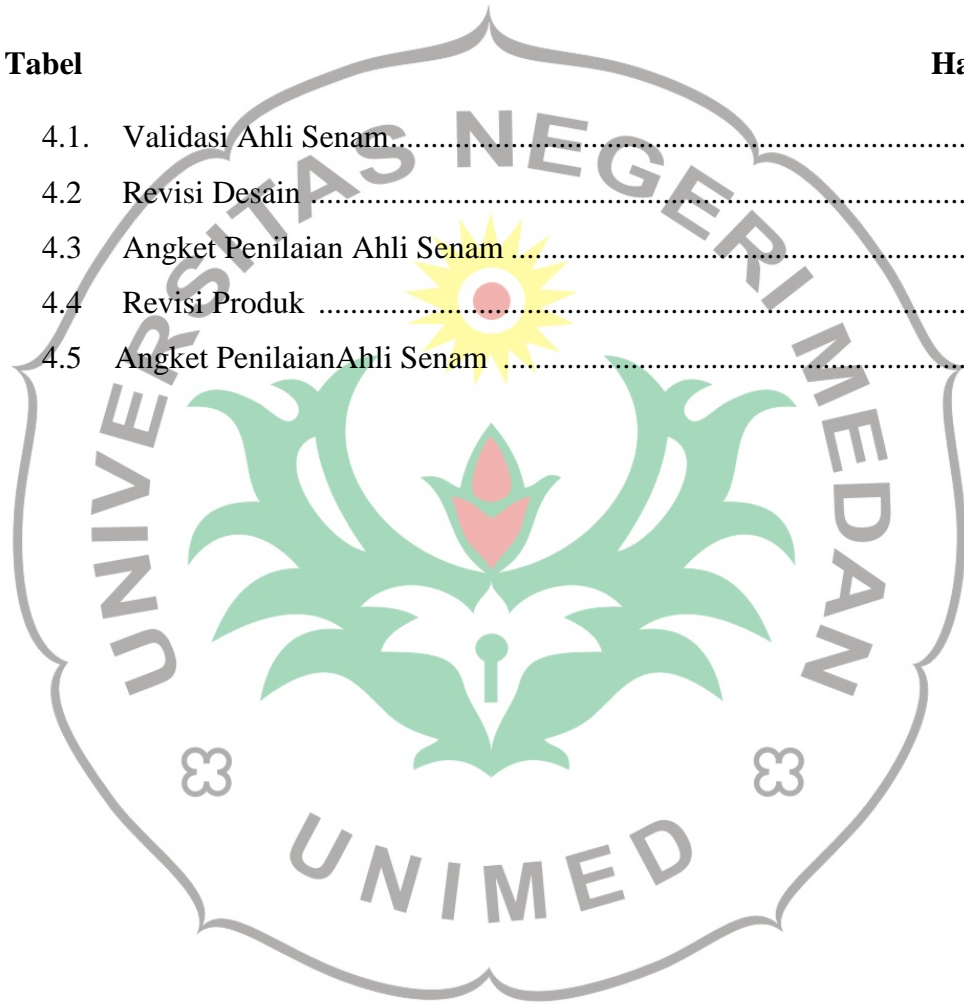 Tabel Ha
4.1. Validasi Ahli Senam..........................................................................................
4.2 Revisi Desain ..........................................................................................
4.3 Angket Penilaian Ahli Senam ..........................................................................................
4.4 Revisi Produk ..........................................................................................
4.5 Angket PenilaianAhli Senam ..........................................................................................
UNIVERSITAS NEGERI MEDAN
UNIMED